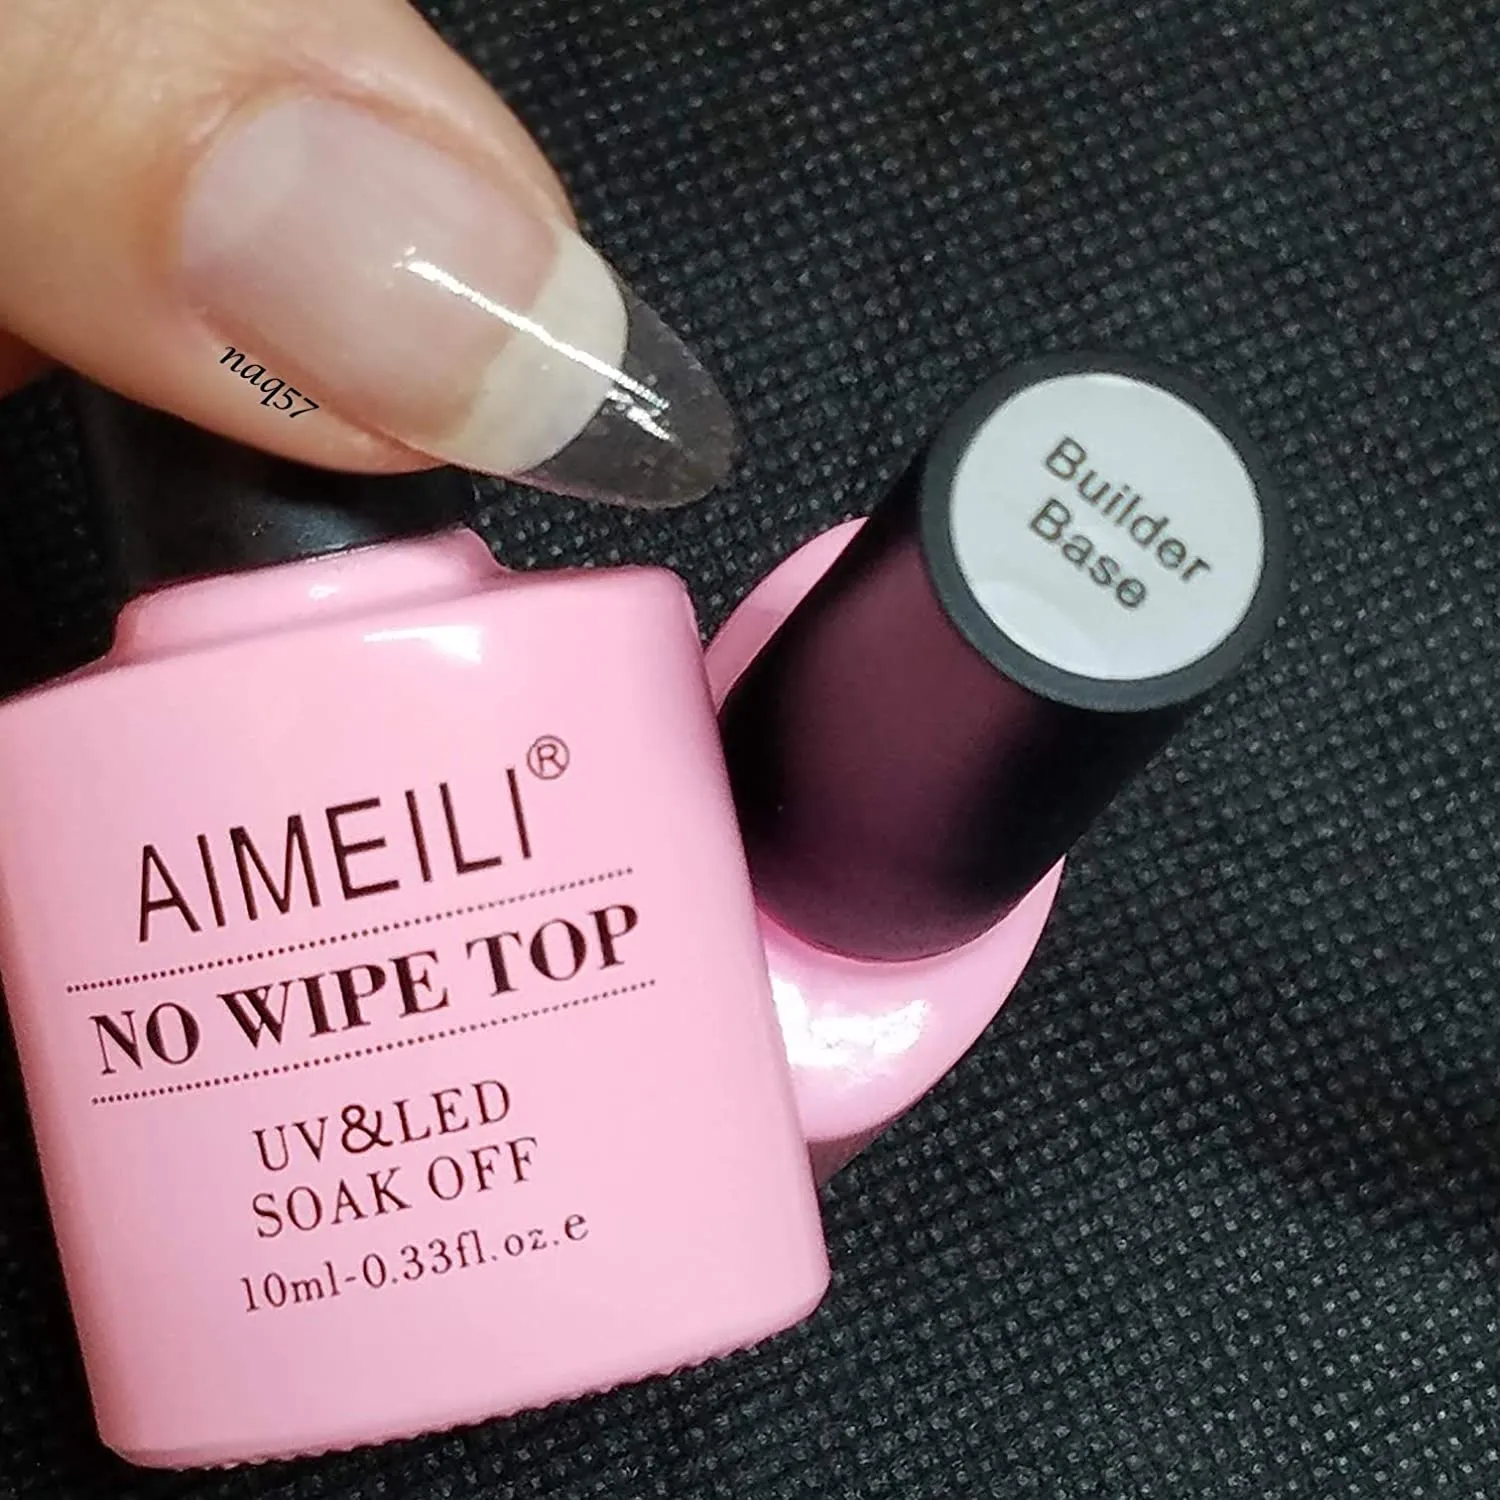 naq57
Builder
Base
AIMEILI®
NO WIPE TOP
UV&LED
SOAK OFF
10ml-0.33fl.oz.e